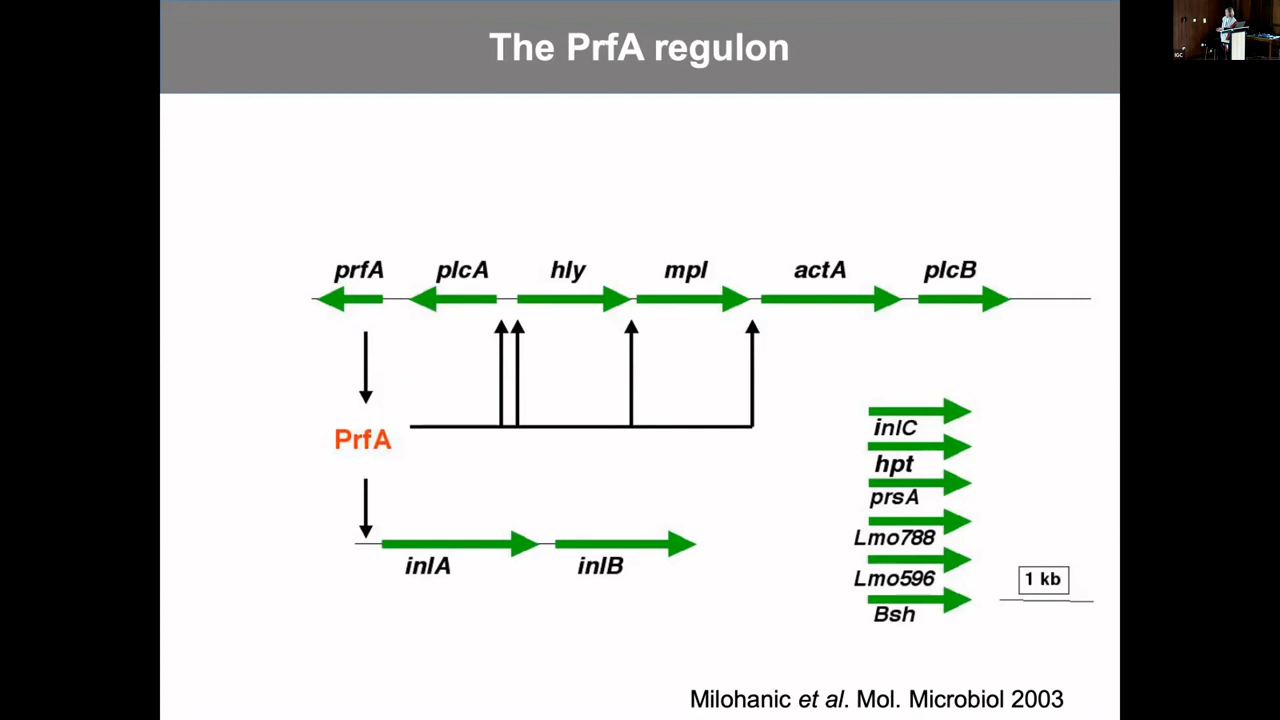 The PrfA regulon
prfA plcA hly mpl actA plcB
PrfA
inlA inlB
inlC
hpt
prsA
Lmo788
Lmo596
Bsh
1 kb
Milohanic et al. Mol. Microbiol 2003
IGC